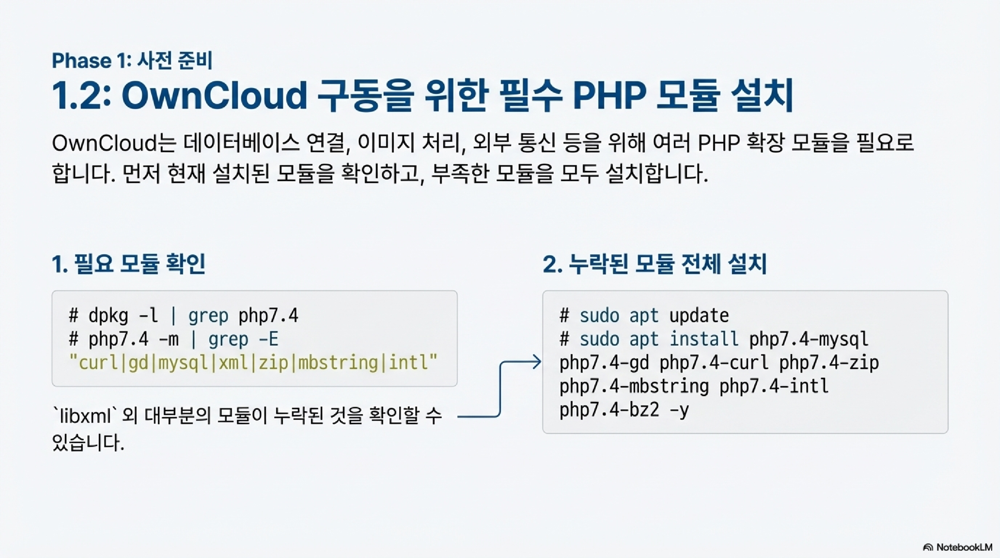 Phase 1: 사전 준비
1.2: OwnCloud 구동을 위한 필수 PHP 모듈 설치
OwnCloud는 데이터베이스 연결, 이미지 처리, 외부 통신 등을 위해 여러 PHP 확장 모듈을 필요로
합니다. 먼저 현재 설치된 모듈을 확인하고, 부족한 모듈을 모두 설치합니다.
1. 필요 모듈 확인
# dpkg -l | grep php7.4
# php7.4 -m | grep -E
"curl|gd|mysql|xml|zip|mbstring|intl"
`libxml` 외 대부분의 모듈이 누락된 것을 확인할 수
있습니다.
2. 누락된 모듈 전체 설치
# sudo apt update
# sudo apt install php7.4-mysql
php7.4-gd php7.4-curl php7.4-zip
php7.4-mbstring php7.4-intl
php7.4-bz2 -y
NotebookLM